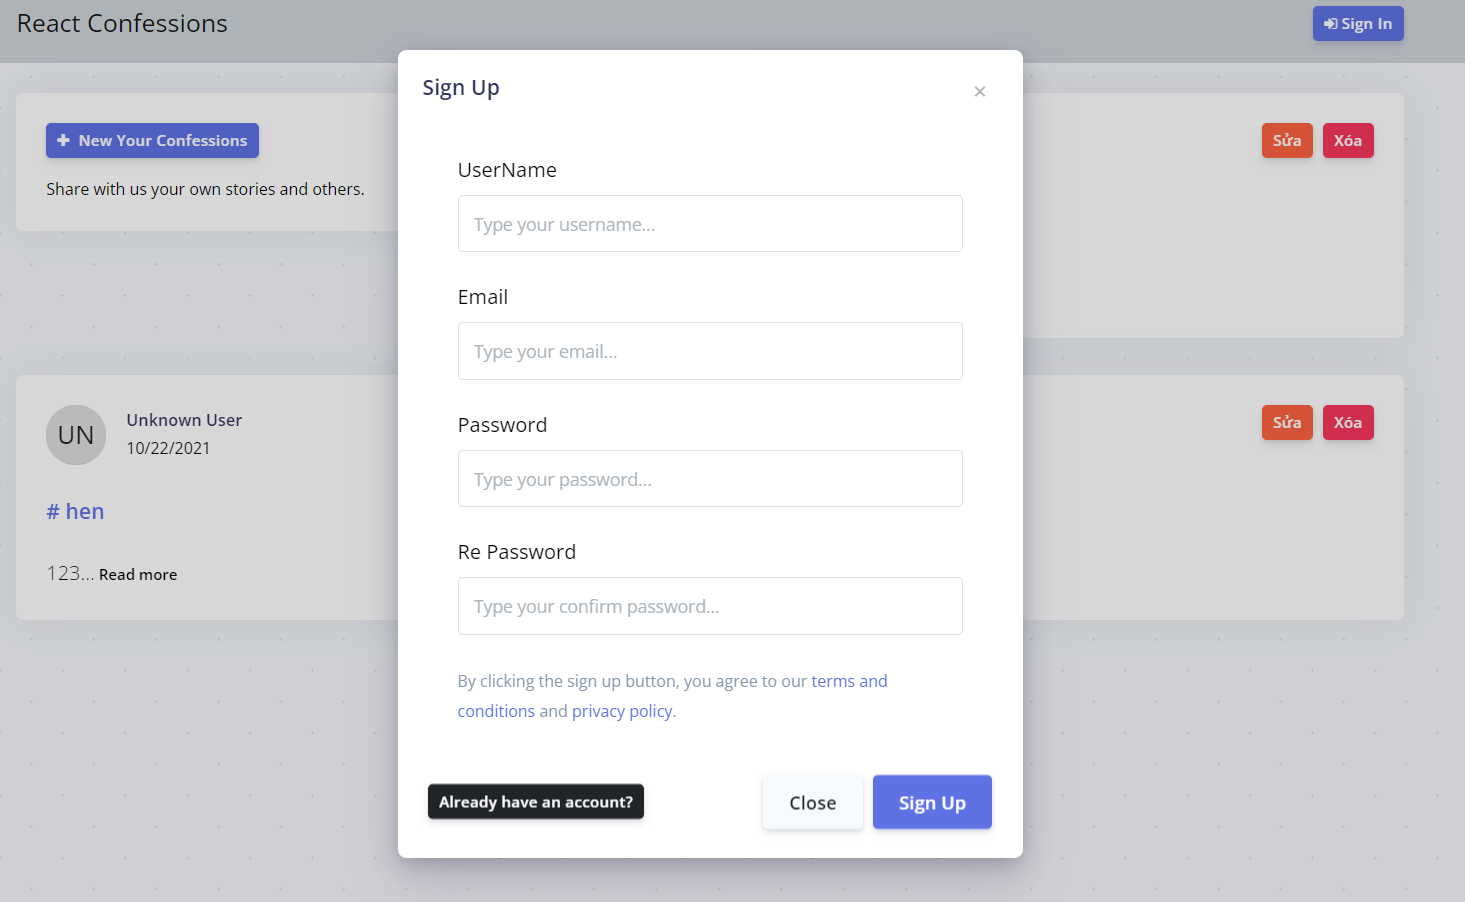 React Confessions
Sign In
New Your Confessions
Share with us your own stories and others.
Sửa
Xóa
Unknown User
UN
10/22/2021
# hen
123... Read more
Sửa
Xóa
Sign Up
×
UserName
Type your username...
Email
Type your email...
Password
Type your password...
Re Password
Type your confirm password...
By clicking the sign up button, you agree to our terms and
conditions and privacy policy.
Already have an account?
Close
Sign Up